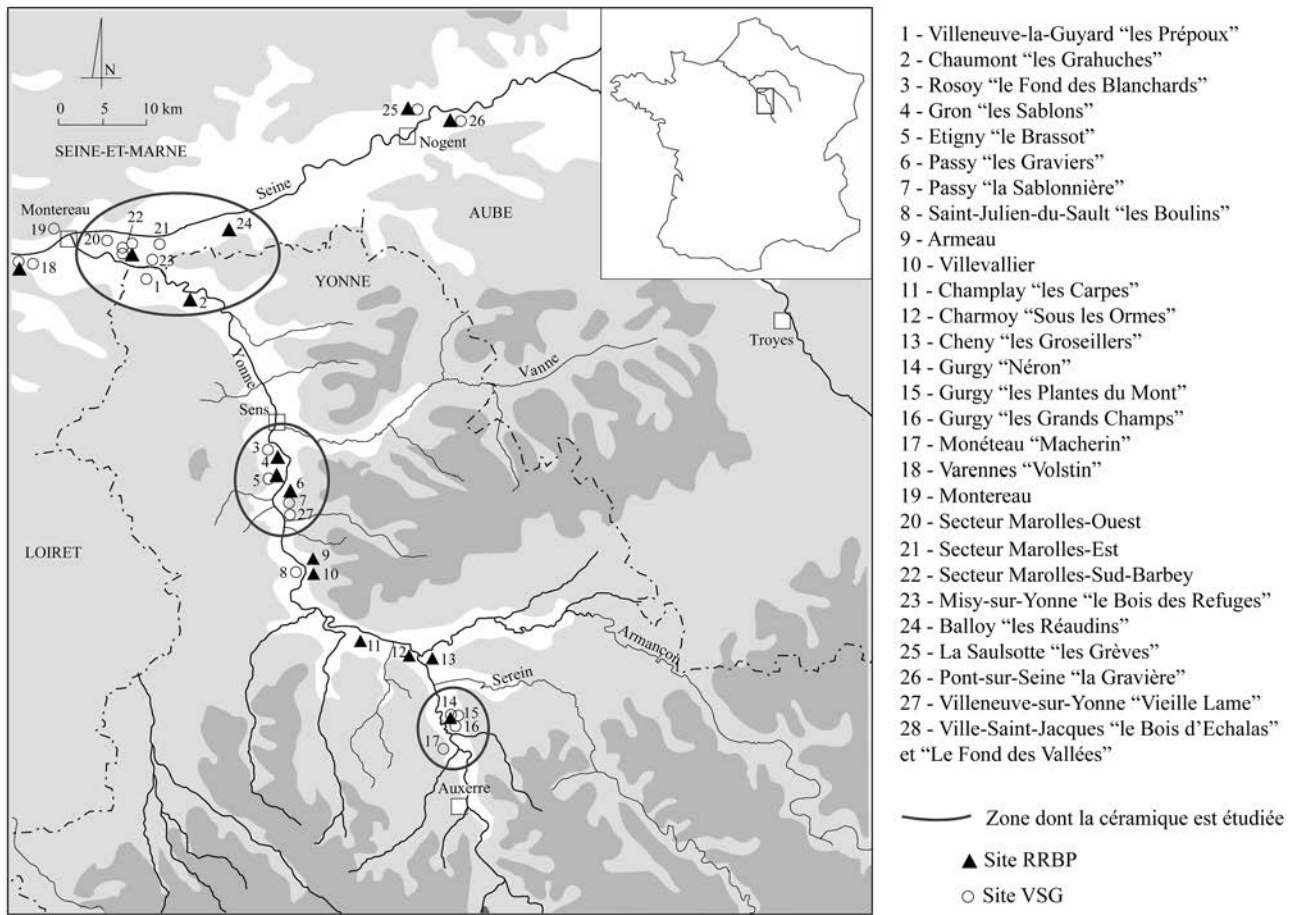 N
0 5 10 km
SEINE-ET-MARNE
25
26
Nogent
Seine
AUBE
Montereau
19
20
22
21
24
23
18
1
2
YONNE
Troyes
Yonne
Vanne
Sens
3
4
5
6
7
27
LOIRET
9
8
10
11
12
13
Armançon
Serein
14
15
16
17
Auxerre
1 - Villeneuve-la-Guyard “les Prépoux”
2 - Chaumont “les Grahuches”
3 - Rosoy “le Fond des Blanchards”
4 - Gron “les Sablons”
5 - Etigny “le Brassot”
6 - Passy “les Graviers”
7 - Passy “la Sablonnière”
8 - Saint-Julien-du-Sault “les Boulins”
9 - Armeau
10 - Villevallier
11 - Champlay “les Carpes”
12 - Charmoy “Sous les Ormes”
13 - Cheny “les Groseillers”
14 - Gurgy “Néron”
15 - Gurgy “les Plantes du Mont”
16 - Gurgy “les Grands Champs”
17 - Monéteau “Macherin”
18 - Varennes “Volstin”
19 - Montereau
20 - Secteur Marolles-Ouest
21 - Secteur Marolles-Est
22 - Secteur Marolles-Sud-Barbey
23 - Misy-sur-Yonne “le Bois des Refuges”
24 - Balloy “les Réaudins”
25 - La Saulsotte “les Grèves”
26 - Pont-sur-Seine “la Gravière”
27 - Villeneuve-sur-Yonne “Vieille Lame”
28 - Ville-Saint-Jacques “le Bois d’Echalas”
et “Le Fond des Vallées”
Zone dont la céramique est étudiée
Site RRBP
Site VSG